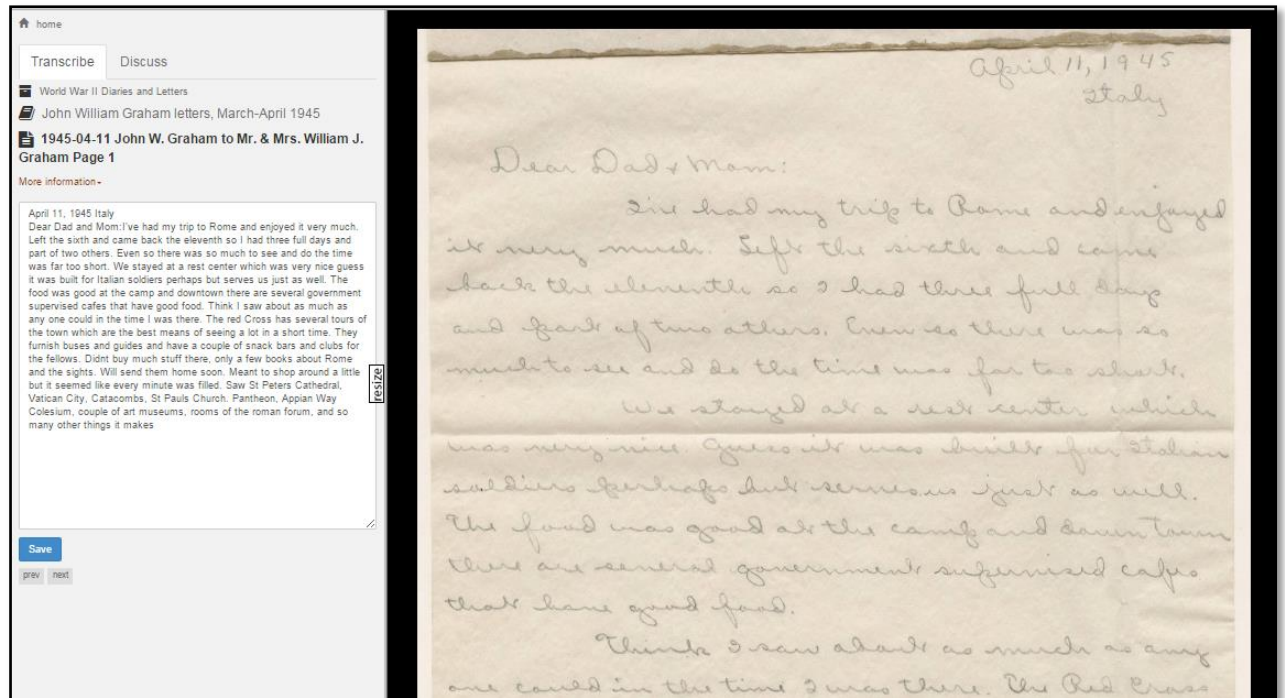 home
Transcribe Discuss
World War II Diaries and Letters
John William Graham letters, March-April 1945
1945-04-11 John W. Graham to Mr. & Mrs. William J.
Graham Page 1
More information
April 11, 1945 Italy
Dear Dad and Mom:I've had my trip to Rome and enjoyed it very much.
Left the sixth and came back the eleventh so I had three full days and
part of two others. Even so there was so much to see and do the time
was far too short. We stayed at a rest center which was very nice guess
it was built for Italian soldiers perhaps but serves us just as well. The
food was good at the camp and downtown there are several government
supervised cafes that have good food. Think I saw about as much as
any one could in the time I was there. The red Cross has several tours of
the town which are the best means of seeing a lot in a short time. They
furnish buses and guides and have a couple of snack bars and clubs for
the fellows. Didnt buy much stuff there, only a few books about Rome
and the sights. Will send them home soon. Meant to shop around a little
but it seemed like every minute was filled. Saw St Peters Cathedral,
Vatican City, Catacombs, St Pauls Church. Pantheon, Appian Way
Colesium, couple of art museums, rooms of the roman forum, and so
many other things it makes
resize
Save
prev next
April 11, 1945
Italy
Dear Dad & Mom:
I've had my trip to Rome and enjoyed
it very much. Left the sixth and came
back the eleventh so I had three full days
and part of two others. Even so there was so
much to see and do the time was far too short.
We stayed at a rest center which
was very nice. Guess it was built for Italian
soldiers perhaps but serves us just as well.
The food was good at the camp and down town
there are several government supervised cafes
that have good food.
Think I saw about as much as any
one could in the time I was there. The Red Cross